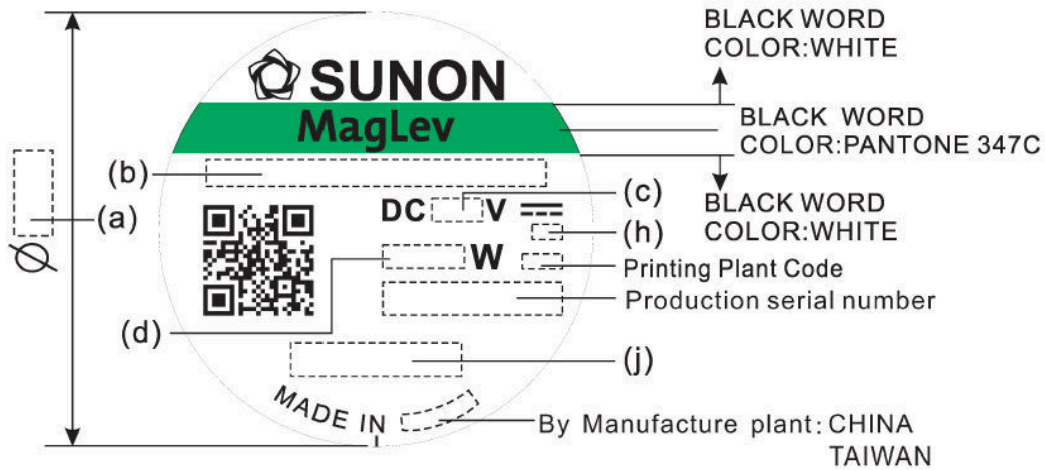 BLACK WORD
COLOR:WHITE
SUNON
MagLev
BLACK WORD
COLOR:PANTONE 347C
(b)
(c)
(a)
DC V
BLACK WORD
COLOR:WHITE
(h)
W
Printing Plant Code
Production serial number
(d)
(j)
MADE IN
By Manufacture plant: CHINA
TAIWAN